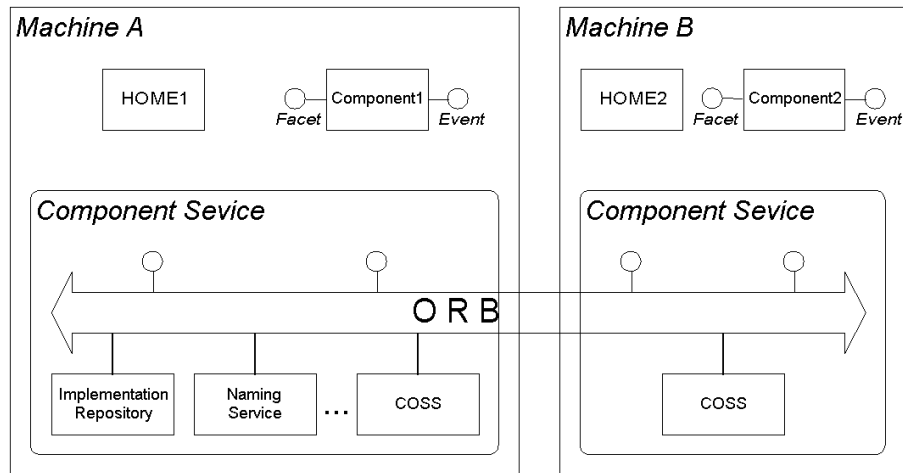 Machine A
HOME1
Component1
Facet
Event
Component Sevice
Implementation
Repository
Naming
Service
...
COSS
ORB
Machine B
HOME2
Component2
Facet
Event
Component Sevice
COSS